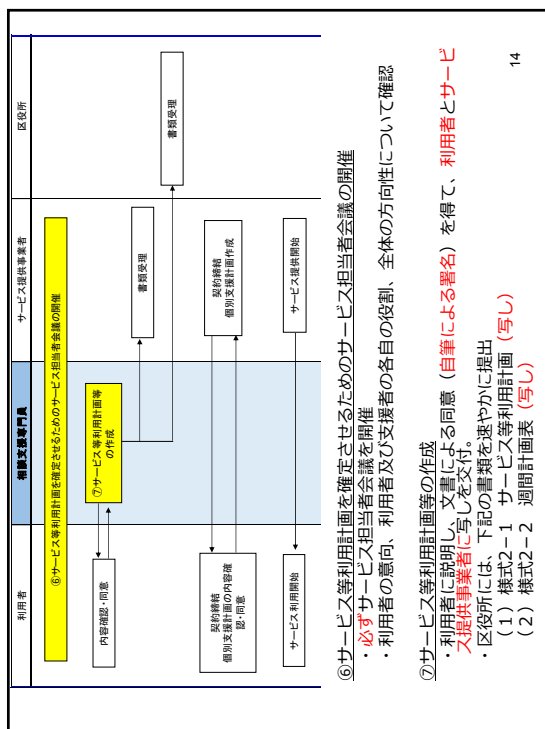 利用者
相談支援専門員
サービス提供事業者
区役所
⑥サービス等利用計画を確定させるためのサービス担当者会議の開催
内容確認・同意
⑦サービス等利用計画等
の作成
書類受理
書類受理
契約締結
個別支援計画の内容確
認・同意
契約締結
個別支援計画作成
サービス利用開始
サービス提供開始
⑥サービス等利用計画を確定させるためのサービス担当者会議の開催
・必ずサービス担当者会議を開催
・利用者の意向、利用者及び支援者の各自の役割、全体の方向性について確認
⑦サービス等利用計画等の作成
・利用者に説明し、文書による同意（自筆による署名）を得て、利用者とサービ
ス提供事業者に写しを交付。
・区役所には、下記の書類を速やかに提出
（１）様式2－1 サービス等利用計画（写し）
（２）様式2－2 週間計画表（写し）
14